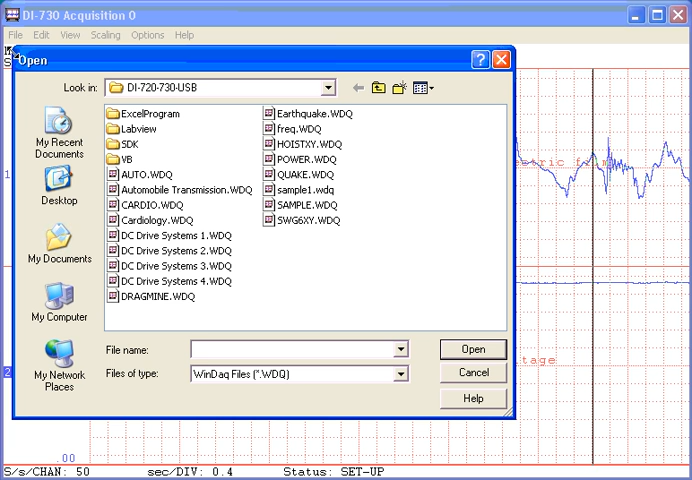 DI-730 Acquisition 0
File Edit View Scaling Options Help
Open
Look in: DI-720-730-USB
My Recent Documents
Desktop
My Documents
My Computer
My Network Places
ExcelProgram
Labview
SDK
VB
AUTO.WDQ
Automobile Transmission.WDQ
CARDIO.WDQ
Cardiology.WDQ
DC Drive Systems 1.WDQ
DC Drive Systems 2.WDQ
DC Drive Systems 3.WDQ
DC Drive Systems 4.WDQ
DRAGMINE.WDQ
Earthquake.WDQ
freq.WDQ
HOISTXY.WDQ
POWER.WDQ
QUAKE.WDQ
sample1.wdq
SAMPLE.WDQ
SWG6XY.WDQ
File name:
Open
Files of type: WinDaq Files (*.WDQ)
Cancel
Help
1
ectric film
2
tage
.00
S/s/CHAN: 50 sec/DIV: 0.4 Status: SET-UP